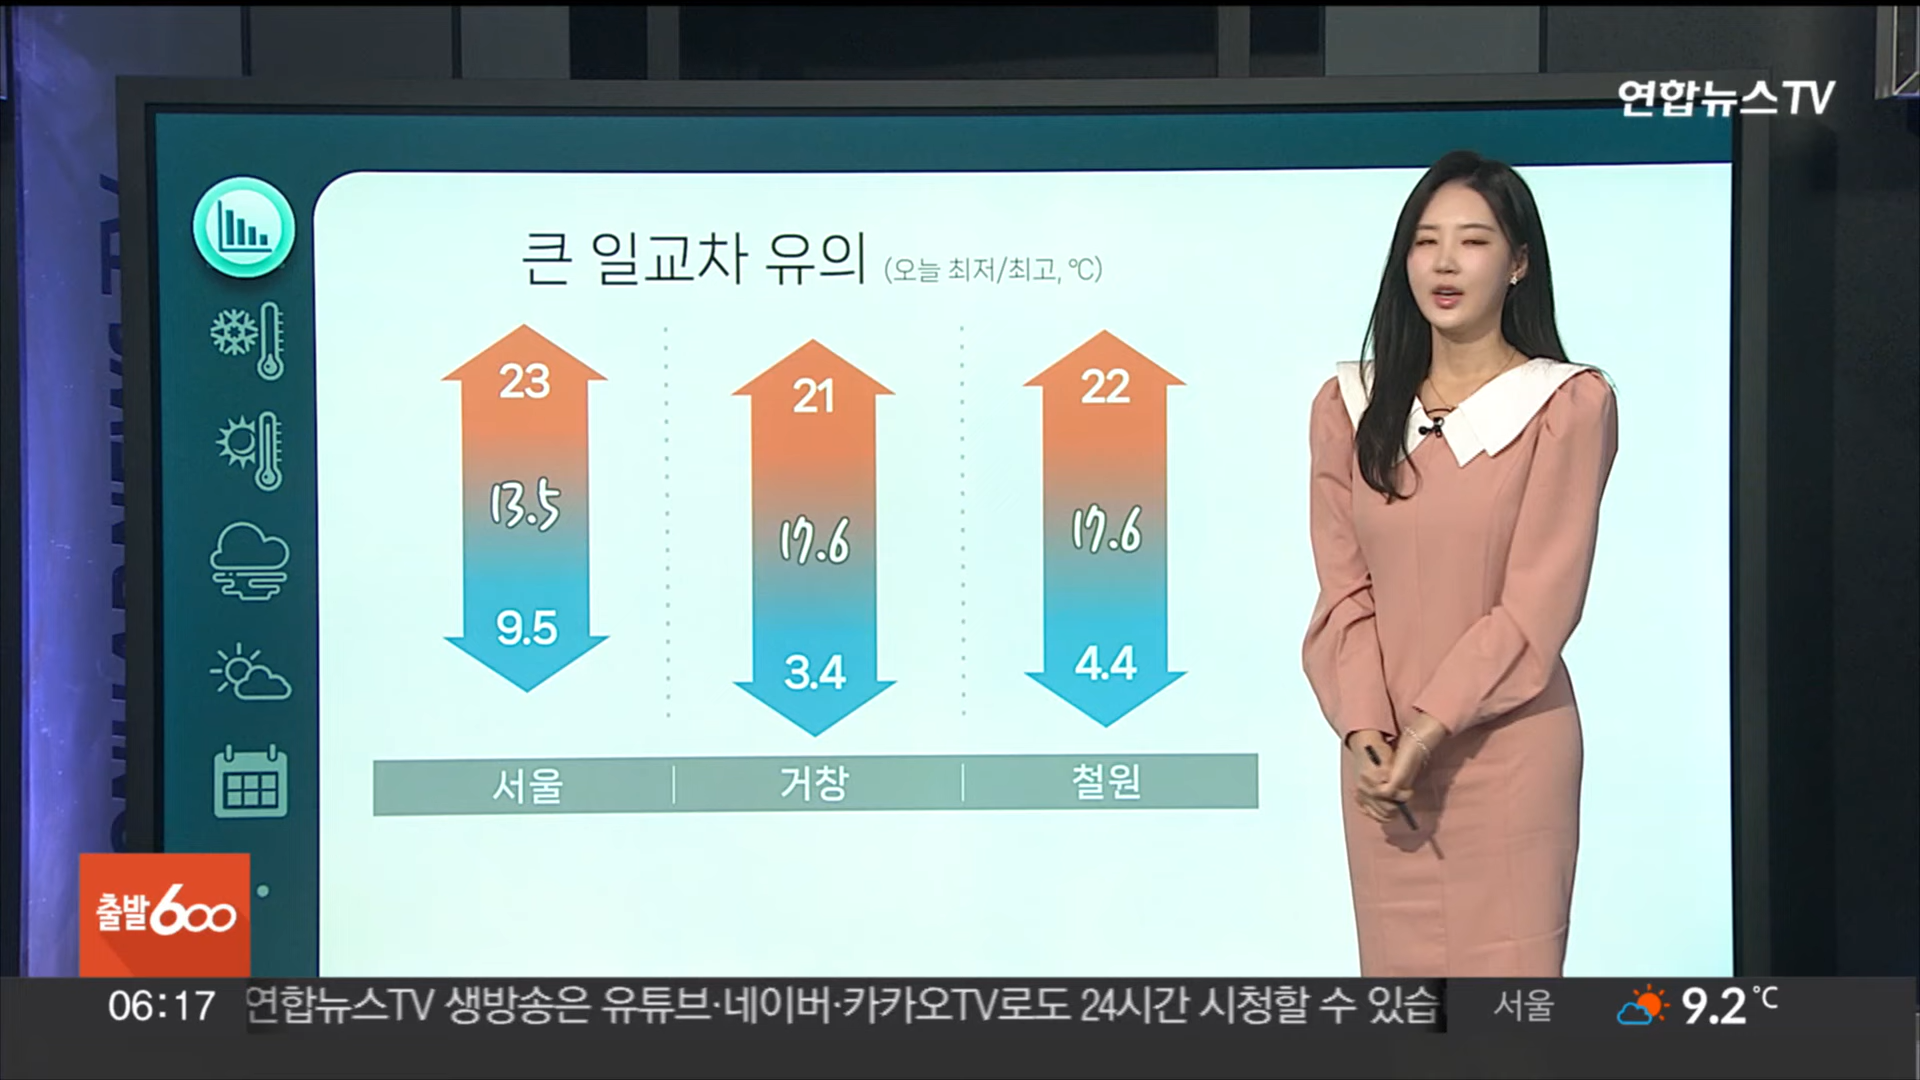 연합뉴스TV
큰 일교차 유의 (오늘 최저/최고, ℃)
23
21
22
13.5
17.6
17.6
9.5
3.4
4.4
서울
거창
철원
출발600
06:17
연합뉴스TV 생방송은 유튜브·네이버·카카오TV로도 24시간 시청할 수 있습
서울
9.2℃